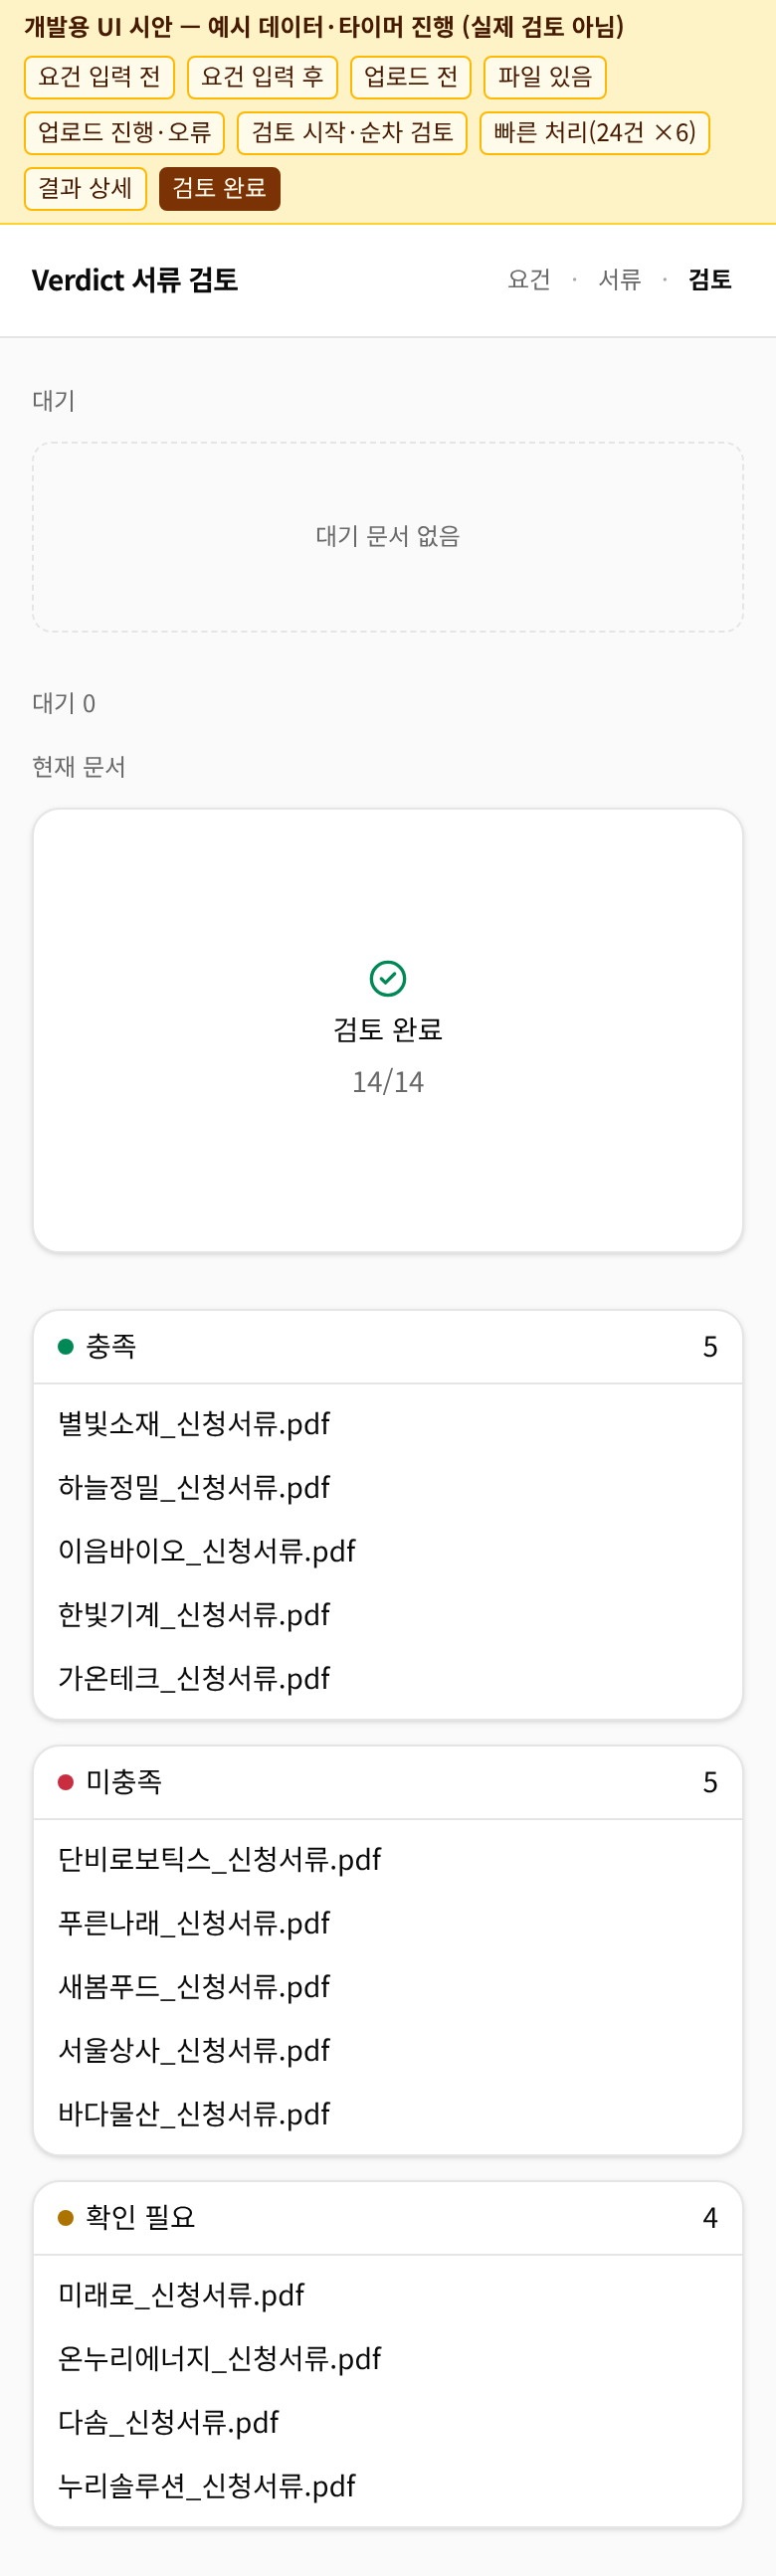 개발용 UI 시안 — 예시 데이터·타이머 진행 (실제 검토 아님)
요건 입력 전 요건 입력 후 업로드 전 파일 있음
업로드 진행·오류 검토 시작·순차 검토 빠른 처리(24건 ×6)
결과 상세 검토 완료
Verdict 서류 검토 요건 · 서류 · 검토
대기
대기 문서 없음
대기 0
현재 문서
검토 완료
14/14
충족 5
별빛소재_신청서류.pdf
하늘정밀_신청서류.pdf
이음바이오_신청서류.pdf
한빛기계_신청서류.pdf
가온테크_신청서류.pdf
미충족 5
단비로보틱스_신청서류.pdf
푸른나래_신청서류.pdf
새봄푸드_신청서류.pdf
서울상사_신청서류.pdf
바다물산_신청서류.pdf
확인 필요 4
미래로_신청서류.pdf
온누리에너지_신청서류.pdf
다솜_신청서류.pdf
누리솔루션_신청서류.pdf